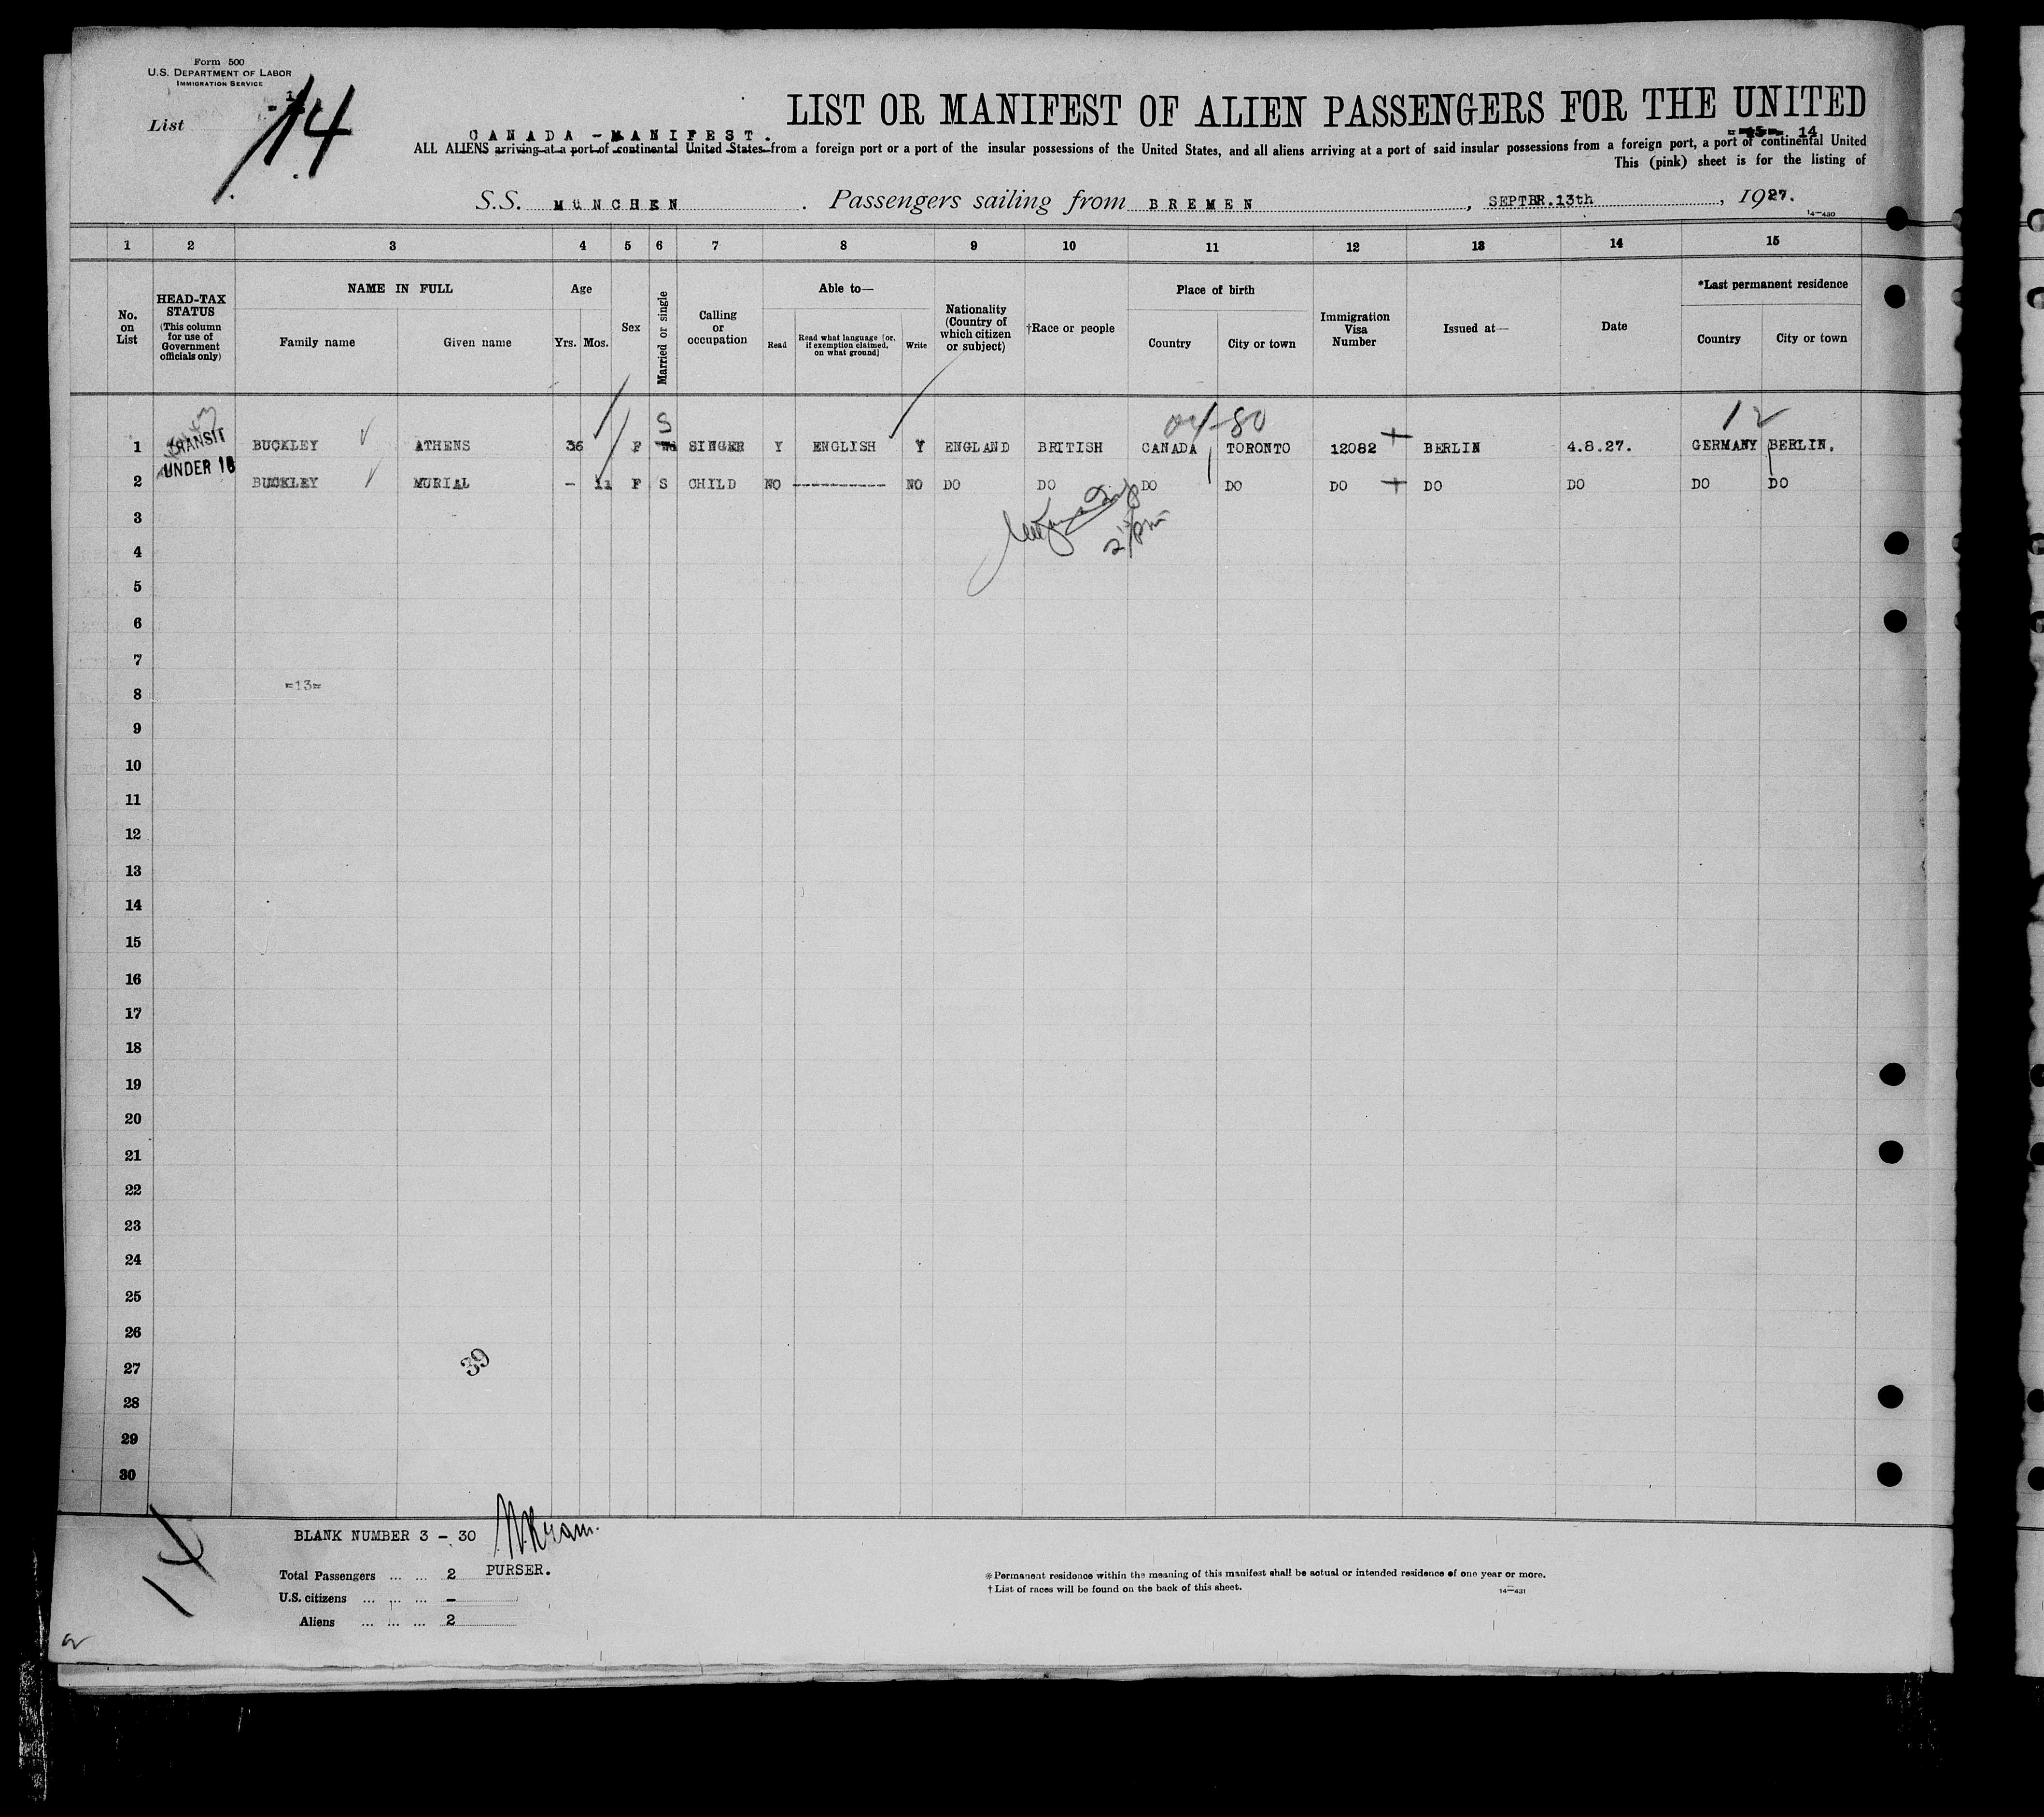 Form 500
U.S. DEPARTMENT OF LABOR
IMMIGRATION SERVICE
List 14
LIST OR MANIFEST OF ALIEN PASSENGERS FOR THE UNITED
CANADA - MANIFEST.
14
ALL ALIENS arriving at a port of continental United States from a foreign port or a port of the insular possessions of the United States, and all aliens arriving at a port of said insular possessions from a foreign port, a port of continental United
This (pink) sheet is for the listing of
S.S. MÜNCHEN. Passengers sailing from BREMEN, SEPTBR.13th, 1927.
14—430
1 2 3 4 5 6 7 8 9 10 11 12 13 14 15
No. on List
HEAD-TAX STATUS (This column for use of Government officials only)
NAME IN FULL
Family name Given name
Age
Yrs. Mos.
Sex
Married or single
Calling or occupation
Able to—
Read Read what language [or, if exemption claimed, on what ground] Write
Nationality (Country of which citizen or subject)
†Race or people
Place of birth
Country City or town
Immigration Visa Number
Issued at—
Date
*Last permanent residence
Country City or town
S 04-80 12
1 TRANSIT BUCKLEY ATHENS 36 F SINGER Y ENGLISH Y ENGLAND BRITISH CANADA TORONTO 12082 BERLIN 4.8.27. GERMANY BERLIN.
UNDER 16
2 BUCKLEY MURIAL - 11 F S CHILD NO ----------- NO DO DO DO DO DO DO DO DO DO
3
4
5
6
7
8 =13=
9
10
11
12
13
14
15
16
17
18
19
20
21
22
23
24
25
26
27 39
28
29
30
14
BLANK NUMBER 3 - 30
PURSER.
Total Passengers ... ... 2
U.S. citizens ... ... ... -
Aliens ... ... ... 2
*Permanent residence within the meaning of this manifest shall be actual or intended residence of one year or more.
†List of races will be found on the back of this sheet.
14—431